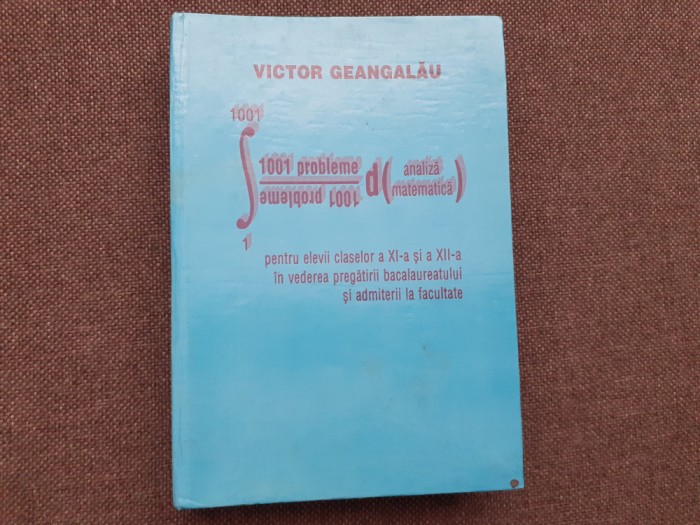 VICTOR GEANGALĂU
1001
∫ 1001 probleme
1001 probleme
d(analiză
matematică)
1
pentru elevii claselor a XI-a și a XII-a
în vederea pregătirii bacalaureatului
și admiterii la facultate